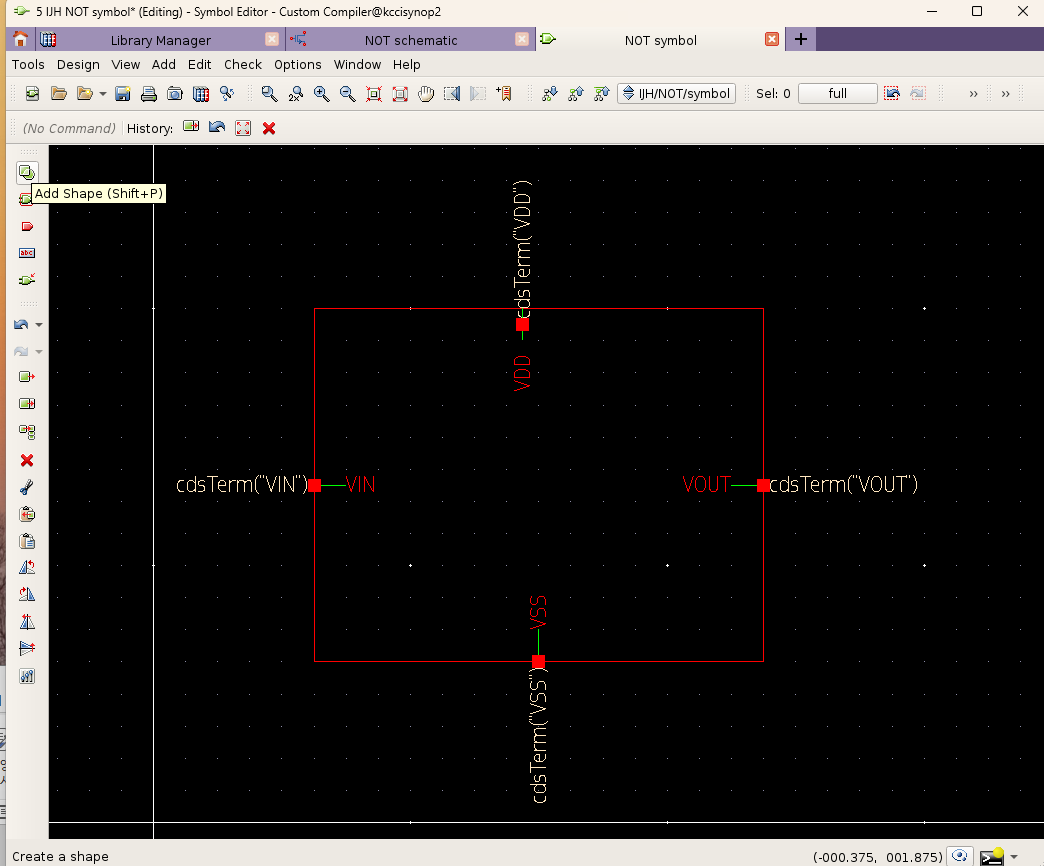 5 IJH NOT symbol* (Editing) - Symbol Editor - Custom Compiler@kccisynop2
Library Manager
NOT schematic
NOT symbol
Tools Design View Add Edit Check Options Window Help
IJH/NOT/symbol Sel: 0 full
(No Command) History:
Add Shape (Shift+P)
abc
cdsTerm("VDD")
VDD
cdsTerm("VIN") VIN VOUT cdsTerm("VOUT")
VSS
cdsTerm("VSS")
Create a shape (-000.375, 001.875)